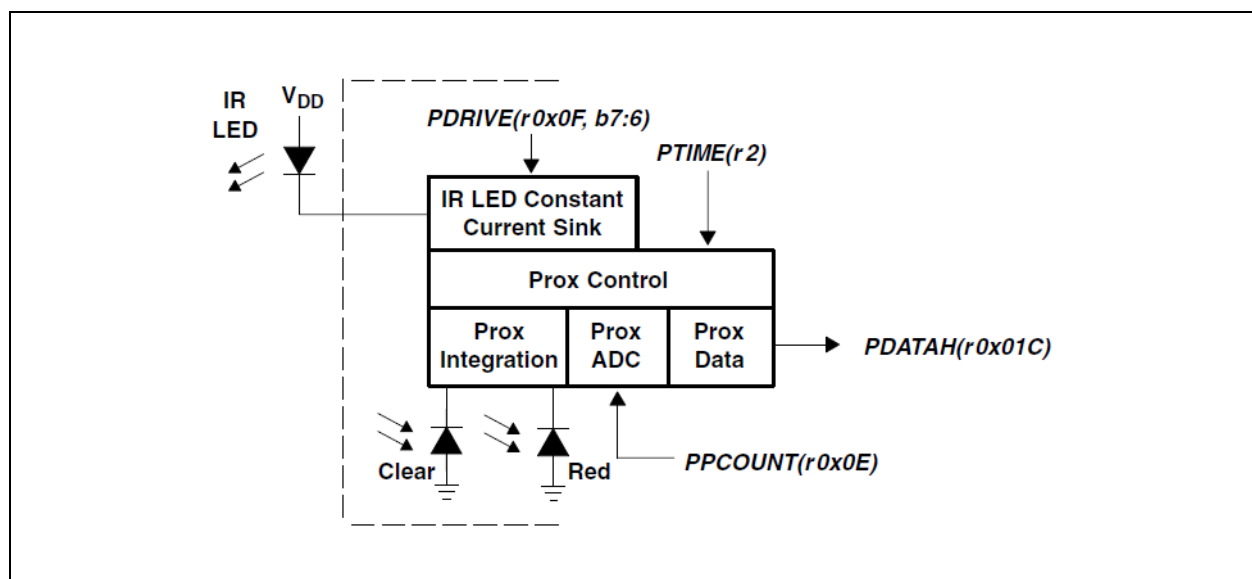 IR
LED
VDD
PDRIVE(r0x0F, b7:6)
PTIME(r2)
IR LED Constant
Current Sink
Prox Control
Prox
Integration
Prox
ADC
Prox
Data
PDATAH(r0x01C)
Clear
Red
PPCOUNT(r0x0E)